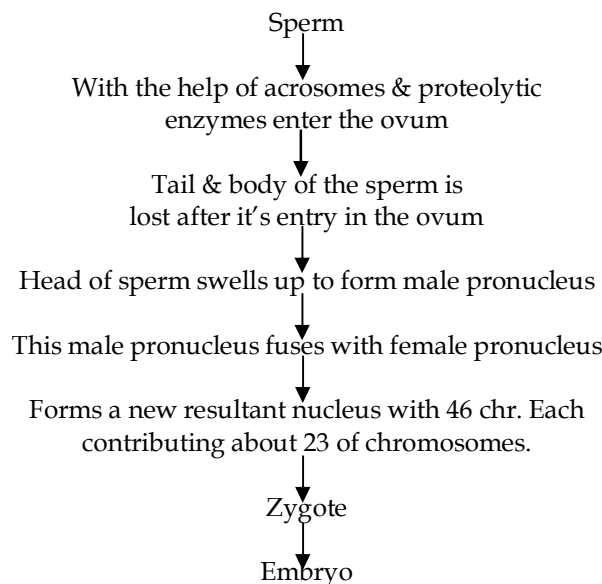 Sperm
With the help of acrosomes & proteolytic
enzymes enter the ovum
Tail & body of the sperm is
lost after it's entry in the ovum
Head of sperm swells up to form male pronucleus
This male pronucleus fuses with female pronucleus
Forms a new resultant nucleus with 46 chr. Each
contributing about 23 of chromosomes.
Zygote
Embryo